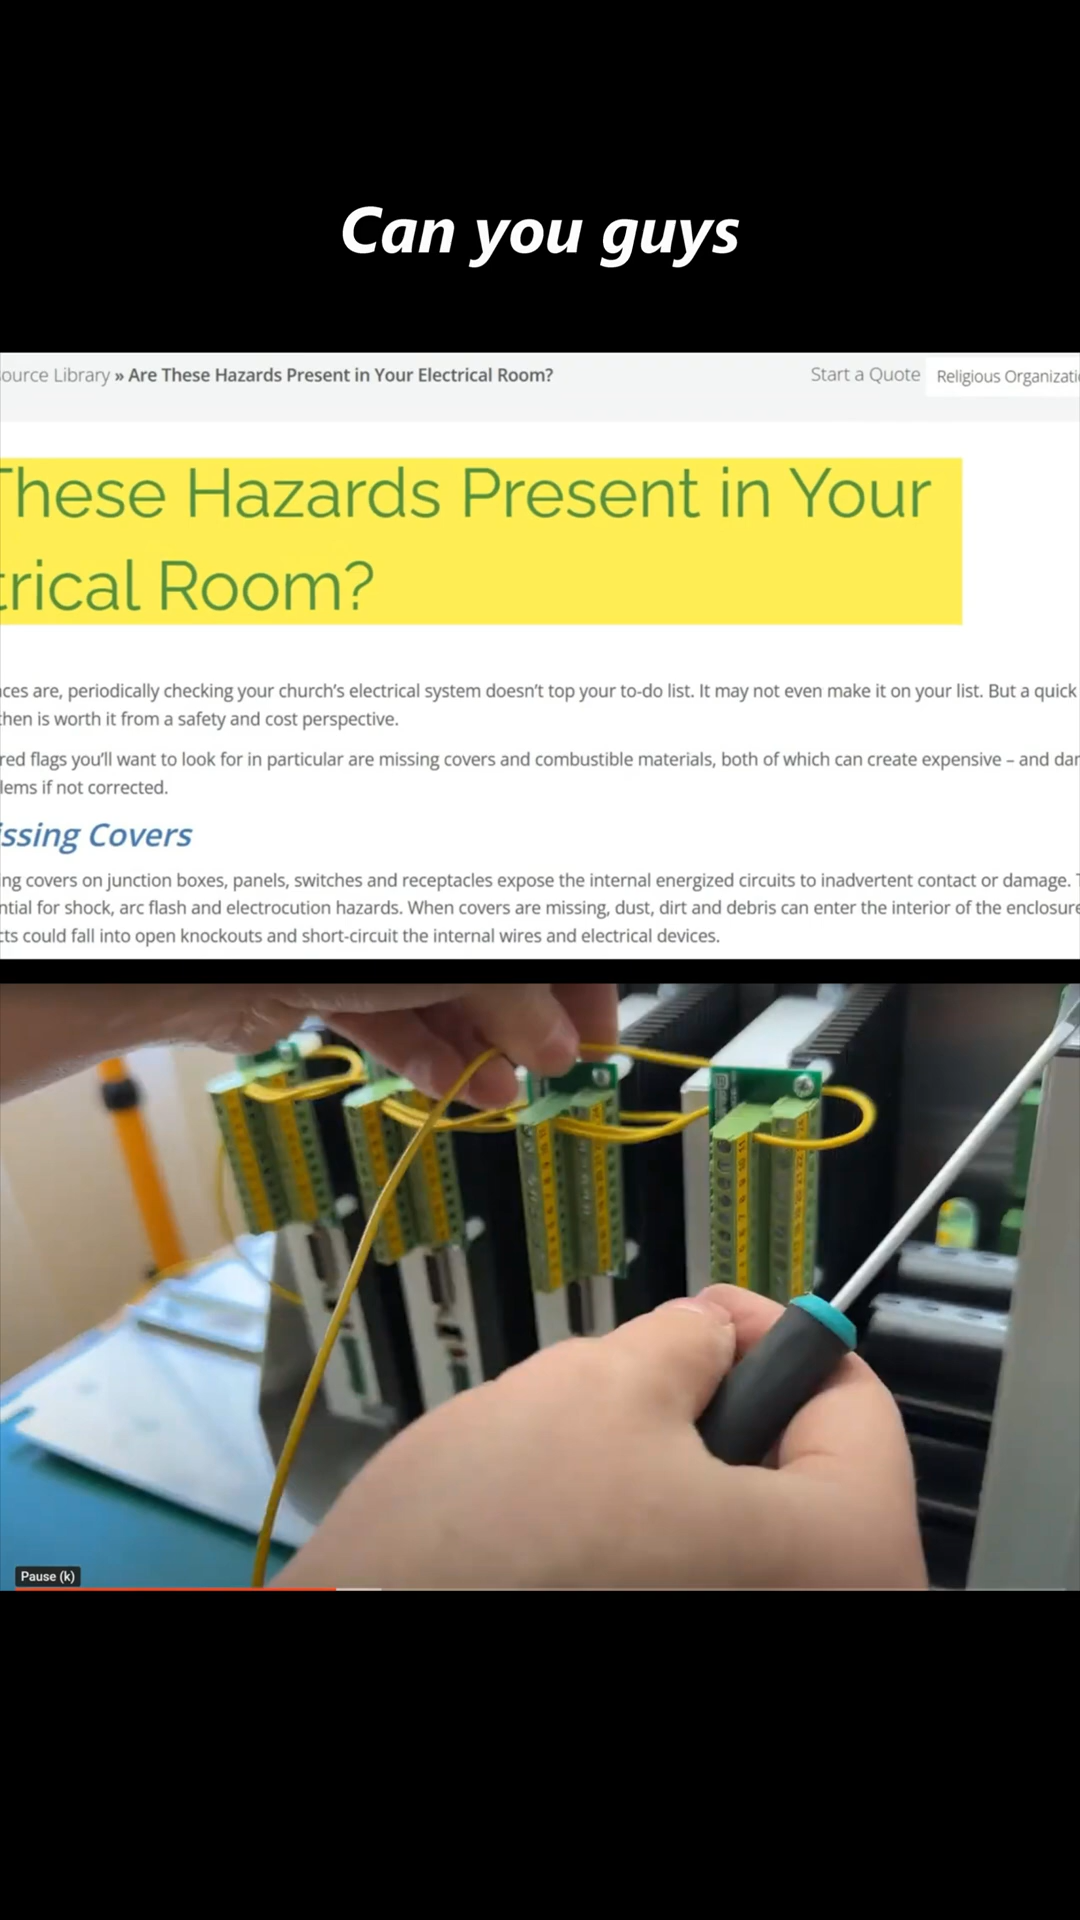 Can you guys
ource Library » Are These Hazards Present in Your Electrical Room?
Start a Quote
Religious Organizati
These Hazards Present in Your
trical Room?
ces are, periodically checking your church's electrical system doesn't top your to-do list. It may not even make it on your list. But a quick
then is worth it from a safety and cost perspective.
red flags you'll want to look for in particular are missing covers and combustible materials, both of which can create expensive – and dan
lems if not corrected.
issing Covers
ng covers on junction boxes, panels, switches and receptacles expose the internal energized circuits to inadvertent contact or damage. T
ntial for shock, arc flash and electrocution hazards. When covers are missing, dust, dirt and debris can enter the interior of the enclosure
cts could fall into open knockouts and short-circuit the internal wires and electrical devices.
Pause (k)